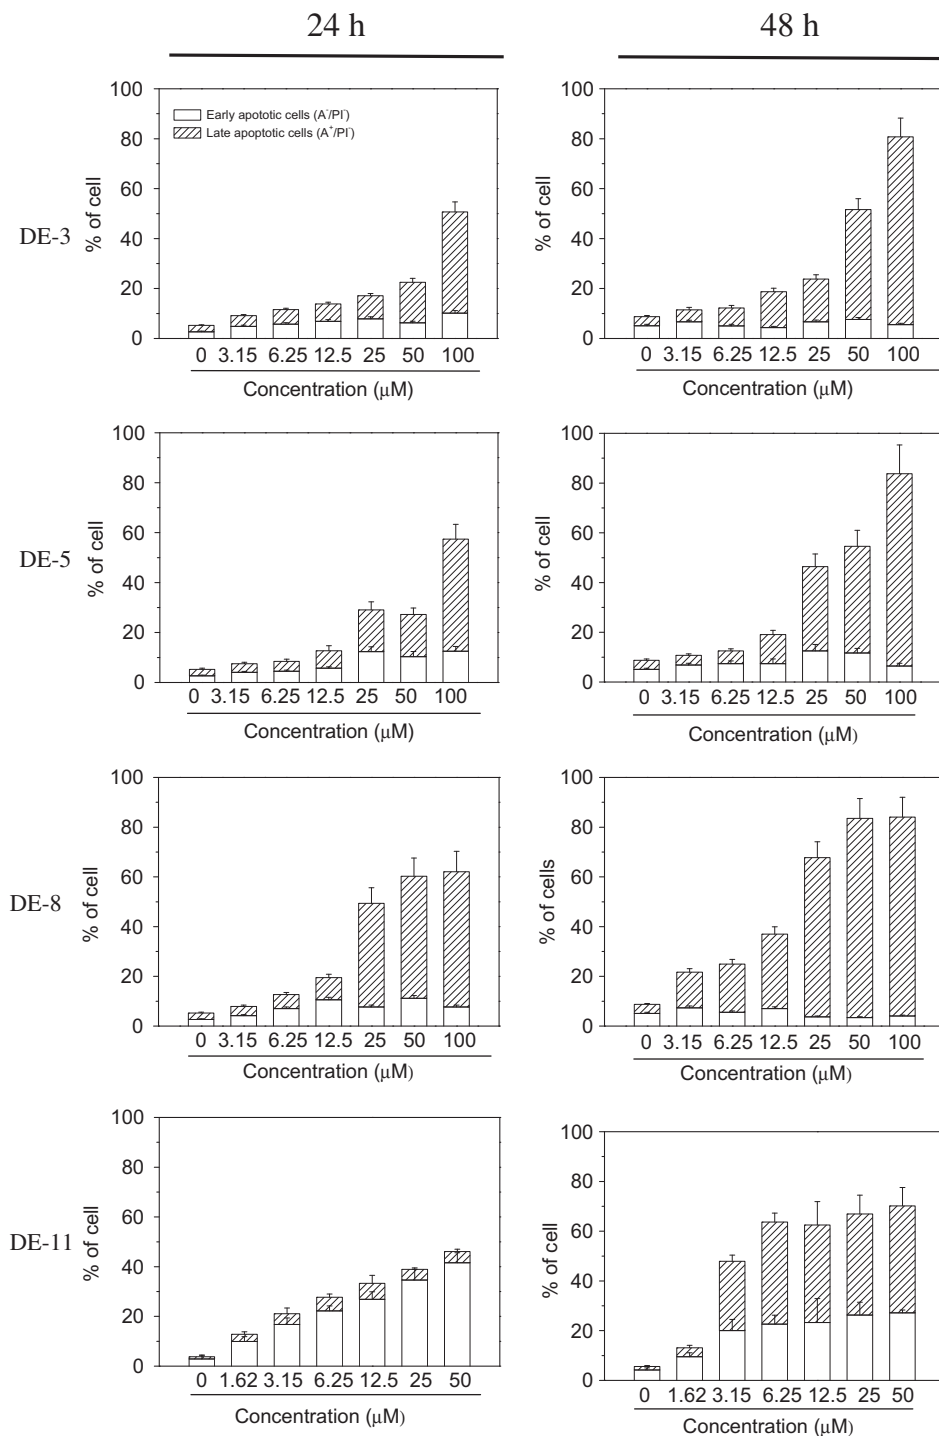 24 h
48 h
DE-3
% of cell
100
80
60
40
20
0
Early apototic cells (A-/PI-)
Late apoptotic cells (A+/PI-)
0 3.15 6.25 12.5 25 50 100
Concentration (μM)
% of cell
100
80
60
40
20
0
0 3.15 6.25 12.5 25 50 100
Concentration (μM)
DE-5
% of cell
100
80
60
40
20
0
0 3.15 6.25 12.5 25 50 100
Concentration (μM)
% of cell
100
80
60
40
20
0
0 3.15 6.25 12.5 25 50 100
Concentration (μM)
DE-8
% of cell
100
80
60
40
20
0
0 3.15 6.25 12.5 25 50 100
Concentration (μM)
% of cells
100
80
60
40
20
0
0 3.15 6.25 12.5 25 50 100
Concentration (μM)
DE-11
% of cell
100
80
60
40
20
0
0 1.62 3.15 6.25 12.5 25 50
Concentration (μM)
% of cell
100
80
60
40
20
0
0 1.62 3.15 6.25 12.5 25 50
Concentration (μM)